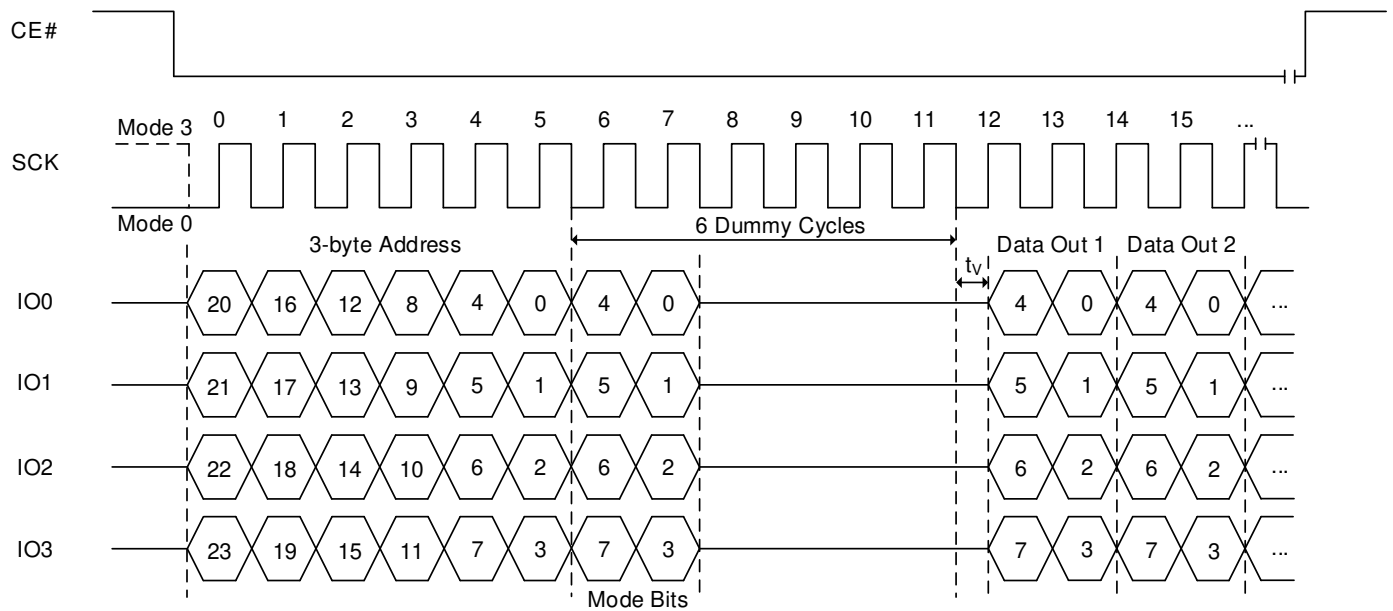 CE#
Mode 3 0 1 2 3 4 5 6 7 8 9 10 11 12 13 14 15 ...
SCK
Mode 0
6 Dummy Cycles
3-byte Address Data Out 1 Data Out 2
tV
IO0 20 16 12 8 4 0 4 0 4 0 4 0 ...
IO1 21 17 13 9 5 1 5 1 5 1 5 1 ...
IO2 22 18 14 10 6 2 6 2 6 2 6 2 ...
IO3 23 19 15 11 7 3 7 3 7 3 7 3 ...
Mode Bits